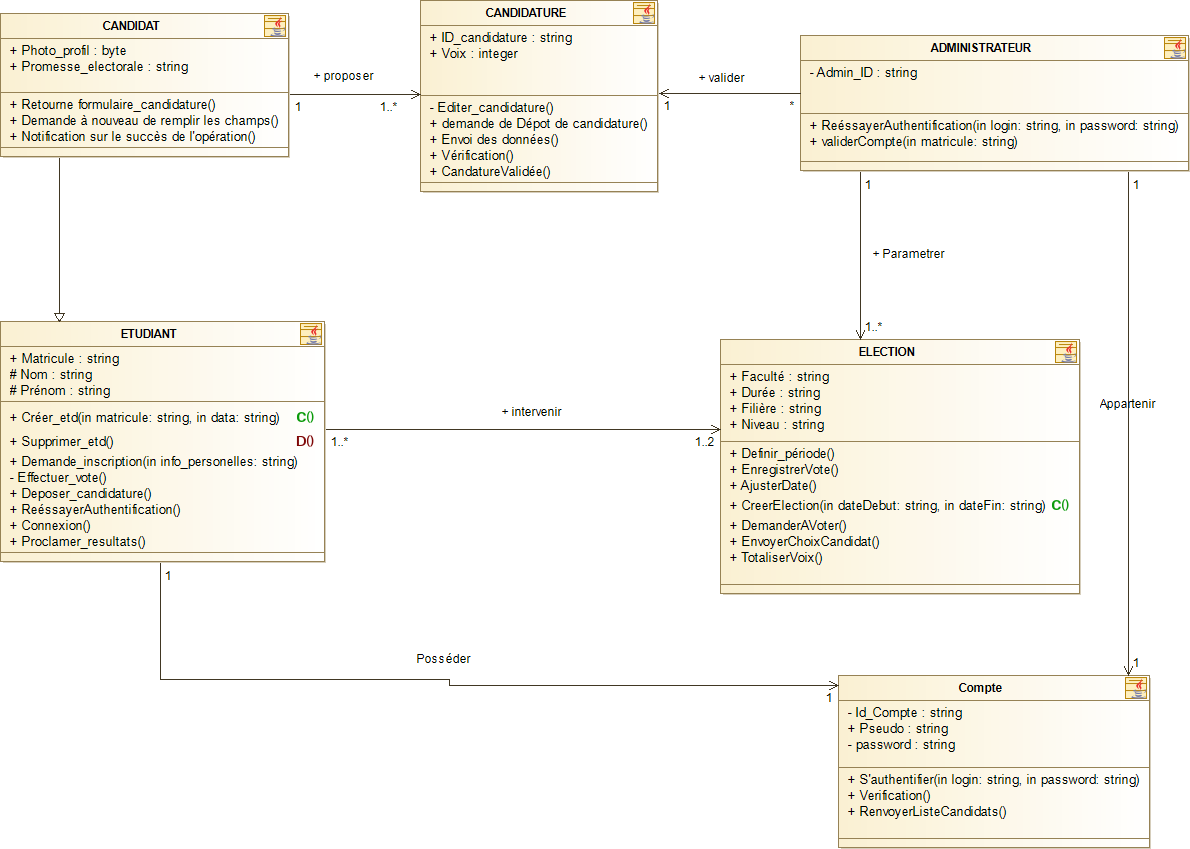 CANDIDAT
+ Photo_profil : byte
+ Promesse_electorale : string
+ Retourne formulaire_candidature()
+ Demande à nouveau de remplir les champs()
+ Notification sur le succès de l'opération()
+ proposer
1
1..*
CANDIDATURE
+ ID_candidature : string
+ Voix : integer
- Editer_candidature()
+ demande de Dépot de candidature()
+ Envoi des données()
+ Vérification()
+ CandatureValidée()
+ valider
1
*
ADMINISTRATEUR
- Admin_ID : string
+ ReéssayerAuthentification(in login: string, in password: string)
+ validerCompte(in matricule: string)
1
1
+ Parametrer
1..*
ETUDIANT
+ Matricule : string
# Nom : string
# Prénom : string
+ Créer_etd(in matricule: string, in data: string) C()
+ Supprimer_etd() D()
+ Demande_inscription(in info_personelles: string)
- Effectuer_vote()
+ Deposer_candidature()
+ ReéssayerAuthentification()
+ Connexion()
+ Proclamer_resultats()
+ intervenir
1..*
1..2
ELECTION
+ Faculté : string
+ Durée : string
+ Filière : string
+ Niveau : string
+ Definir_période()
+ EnregistrerVote()
+ AjusterDate()
+ CreerElection(in dateDebut: string, in dateFin: string) C()
+ DemanderAVoter()
+ EnvoyerChoixCandidat()
+ TotaliserVoix()
Appartenir
1
Posséder
1
1
Compte
- Id_Compte : string
+ Pseudo : string
- password : string
+ S'authentifier(in login: string, in password: string)
+ Verification()
+ RenvoyerListeCandidats()